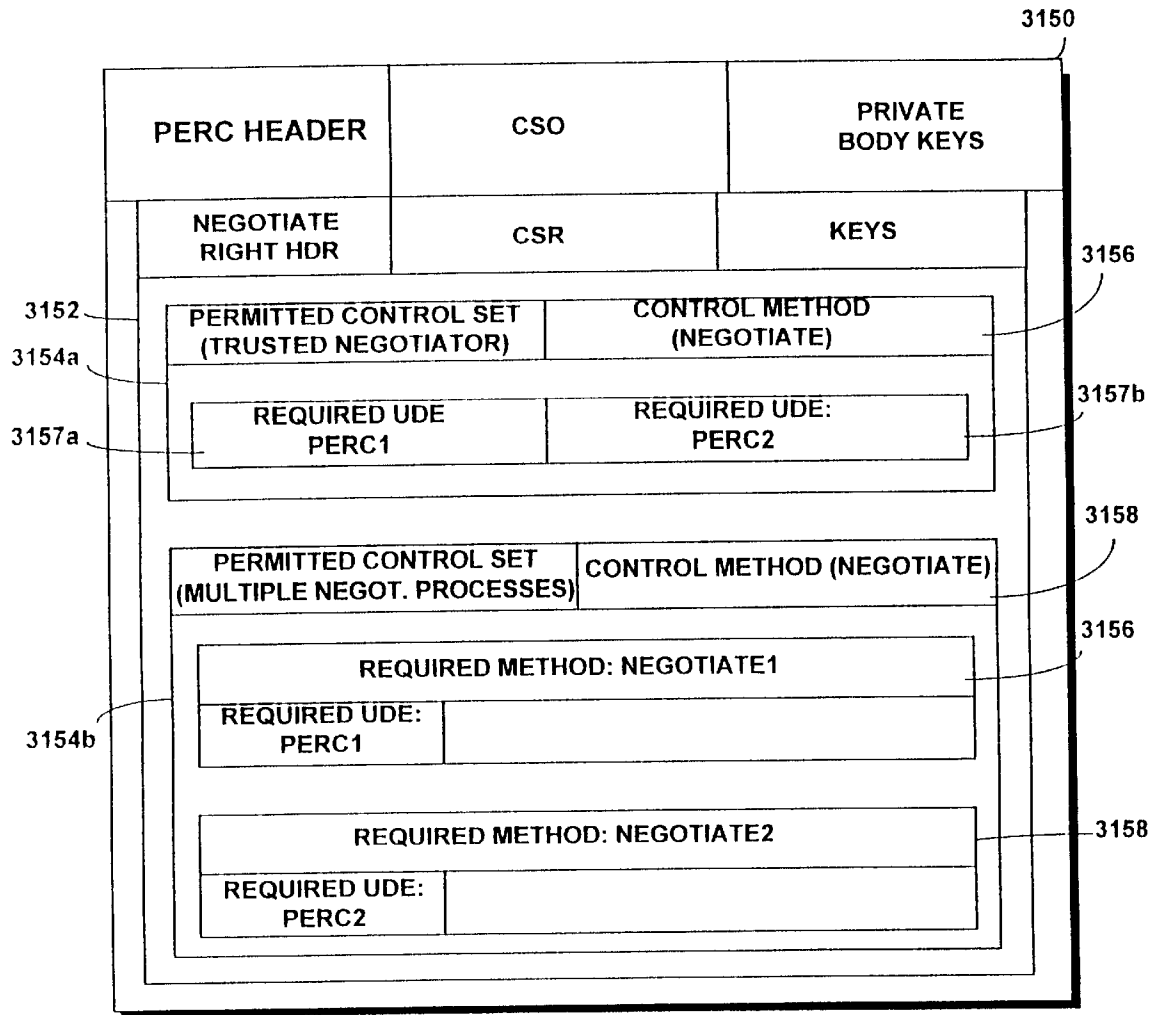 3150
PERC HEADER
CSO
PRIVATE
BODY KEYS
NEGOTIATE
RIGHT HDR
CSR
KEYS
3156
3152
PERMITTED CONTROL SET
(TRUSTED NEGOTIATOR)
CONTROL METHOD
(NEGOTIATE)
3154a
3157b
REQUIRED UDE
PERC1
REQUIRED UDE:
PERC2
3157a
3158
PERMITTED CONTROL SET
(MULTIPLE NEGOT. PROCESSES)
CONTROL METHOD (NEGOTIATE)
3156
REQUIRED METHOD: NEGOTIATE1
REQUIRED UDE:
PERC1
3154b
REQUIRED METHOD: NEGOTIATE2
3158
REQUIRED UDE:
PERC2